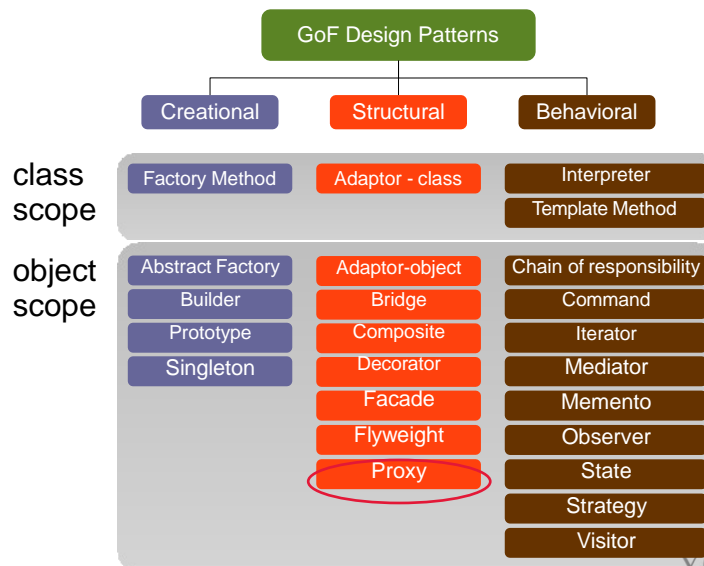 GoF Design Patterns
Creational
Structural
Behavioral
class
scope
Factory Method
Adaptor - class
Interpreter
Template Method
object
scope
Abstract Factory
Builder
Prototype
Singleton
Adaptor-object
Bridge
Composite
Decorator
Facade
Flyweight
Proxy
Chain of responsibility
Command
Iterator
Mediator
Memento
Observer
State
Strategy
Visitor